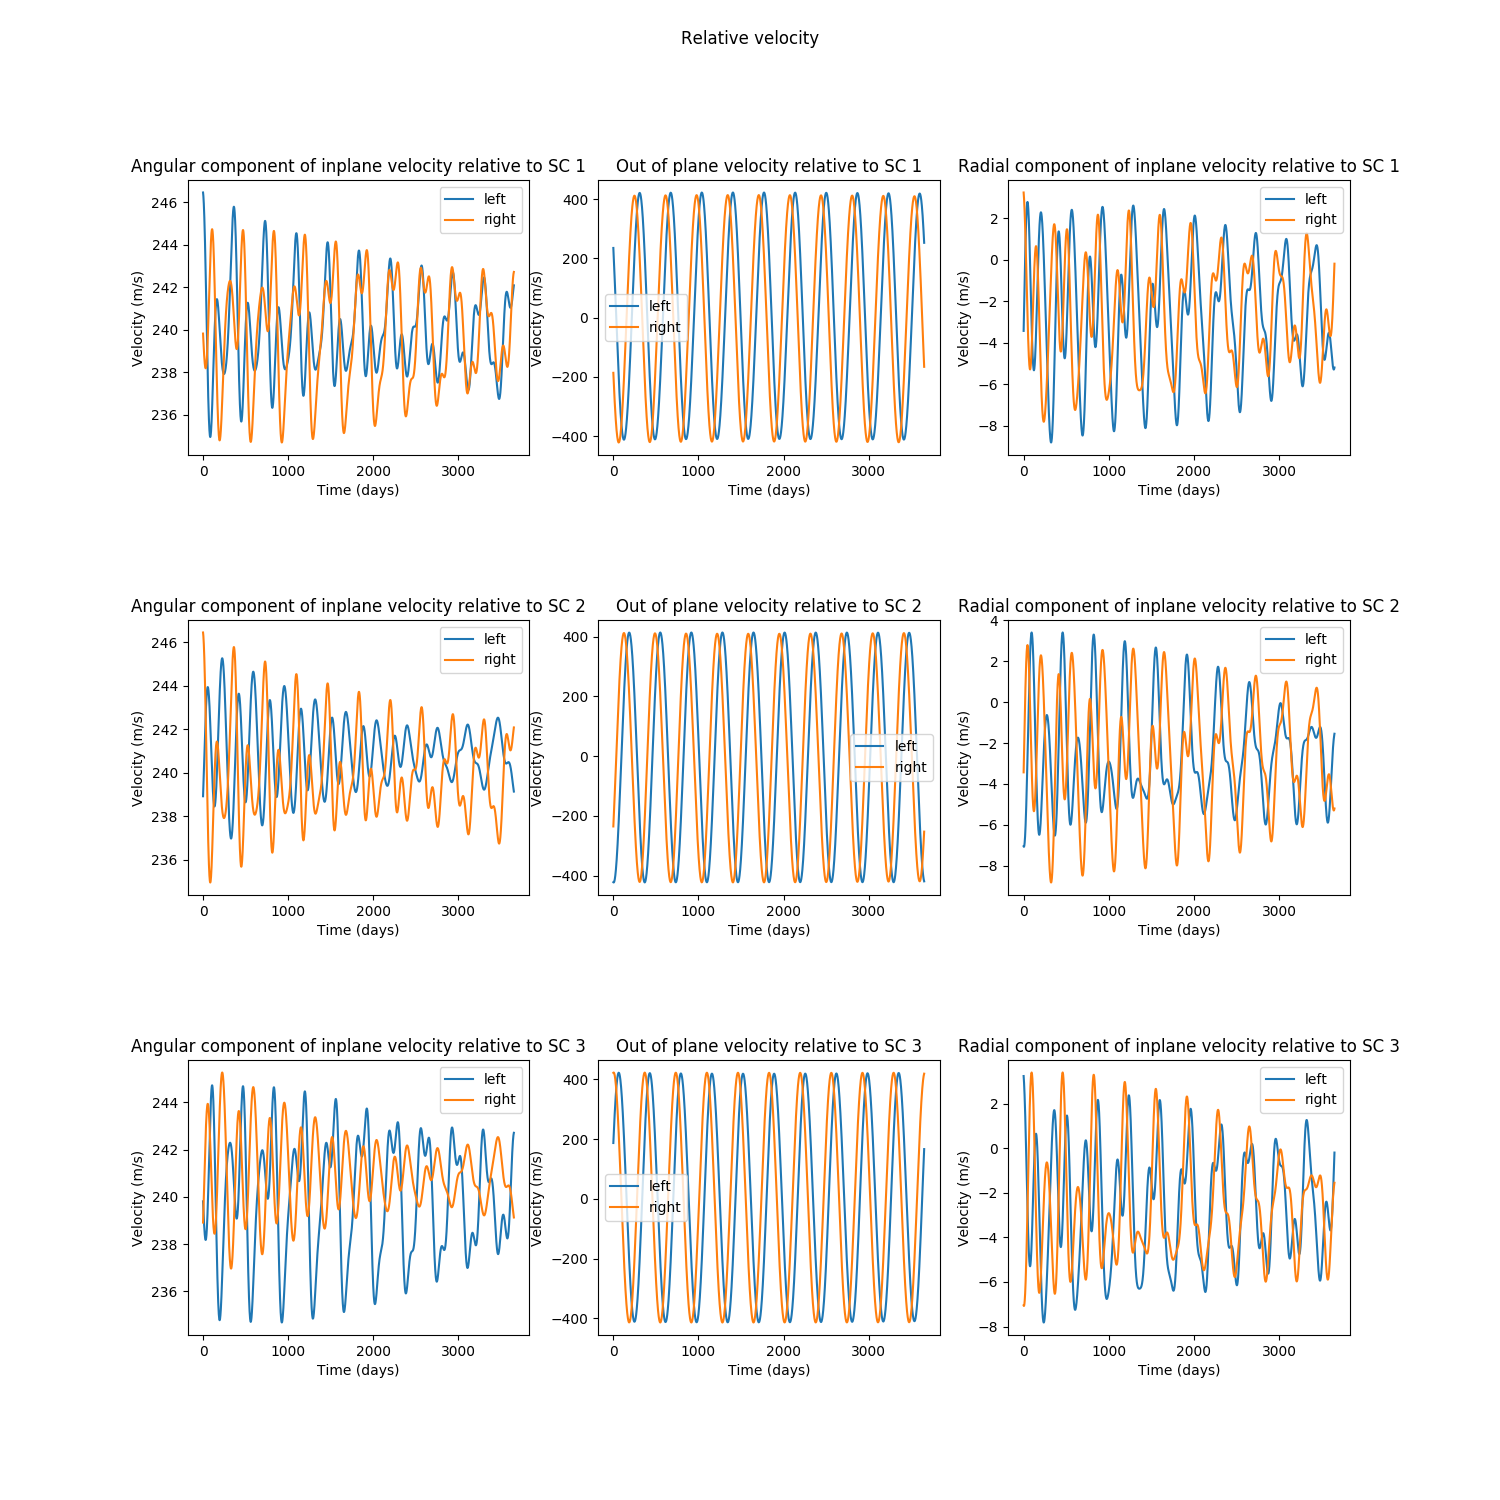 Relative velocity
Angular component of inplane velocity relative to SC 1
246
244
242
240
238
236
Velocity (m/s)
left
right
0 1000 2000 3000
Time (days)
Out of plane velocity relative to SC 1
400
200
0
−200
−400
Velocity (m/s)
left
right
0 1000 2000 3000
Time (days)
Radial component of inplane velocity relative to SC 1
2
0
−2
−4
−6
−8
Velocity (m/s)
left
right
0 1000 2000 3000
Time (days)
Angular component of inplane velocity relative to SC 2
246
244
242
240
238
236
Velocity (m/s)
left
right
0 1000 2000 3000
Time (days)
Out of plane velocity relative to SC 2
400
200
0
−200
−400
Velocity (m/s)
left
right
0 1000 2000 3000
Time (days)
Radial component of inplane velocity relative to SC 2
4
2
0
−2
−4
−6
−8
Velocity (m/s)
left
right
0 1000 2000 3000
Time (days)
Angular component of inplane velocity relative to SC 3
244
242
240
238
236
Velocity (m/s)
left
right
0 1000 2000 3000
Time (days)
Out of plane velocity relative to SC 3
400
200
0
−200
−400
Velocity (m/s)
left
right
0 1000 2000 3000
Time (days)
Radial component of inplane velocity relative to SC 3
2
0
−2
−4
−6
−8
Velocity (m/s)
left
right
0 1000 2000 3000
Time (days)